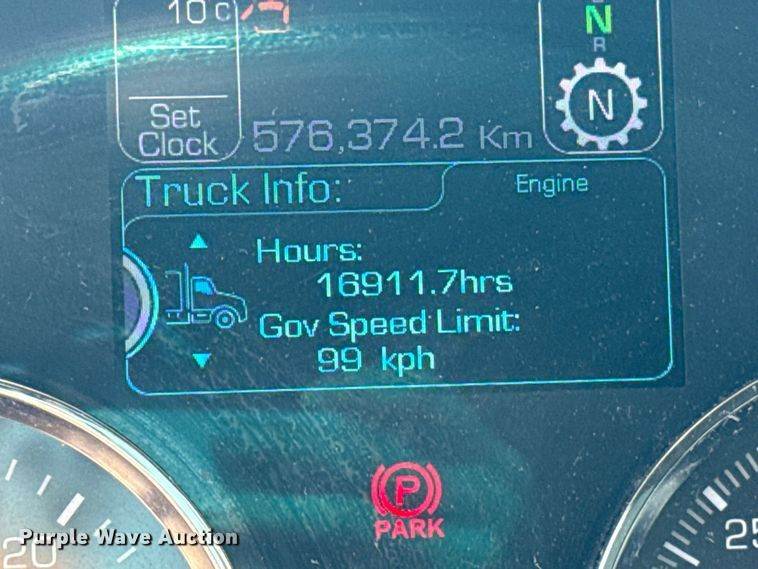 10 c
N
R
N
Set
Clock
576,374.2 Km
Truck Info:
Engine
Hours:
16911.7hrs
Gov Speed Limit:
99 kph
P
PARK
20
25
Purple Wave Auction